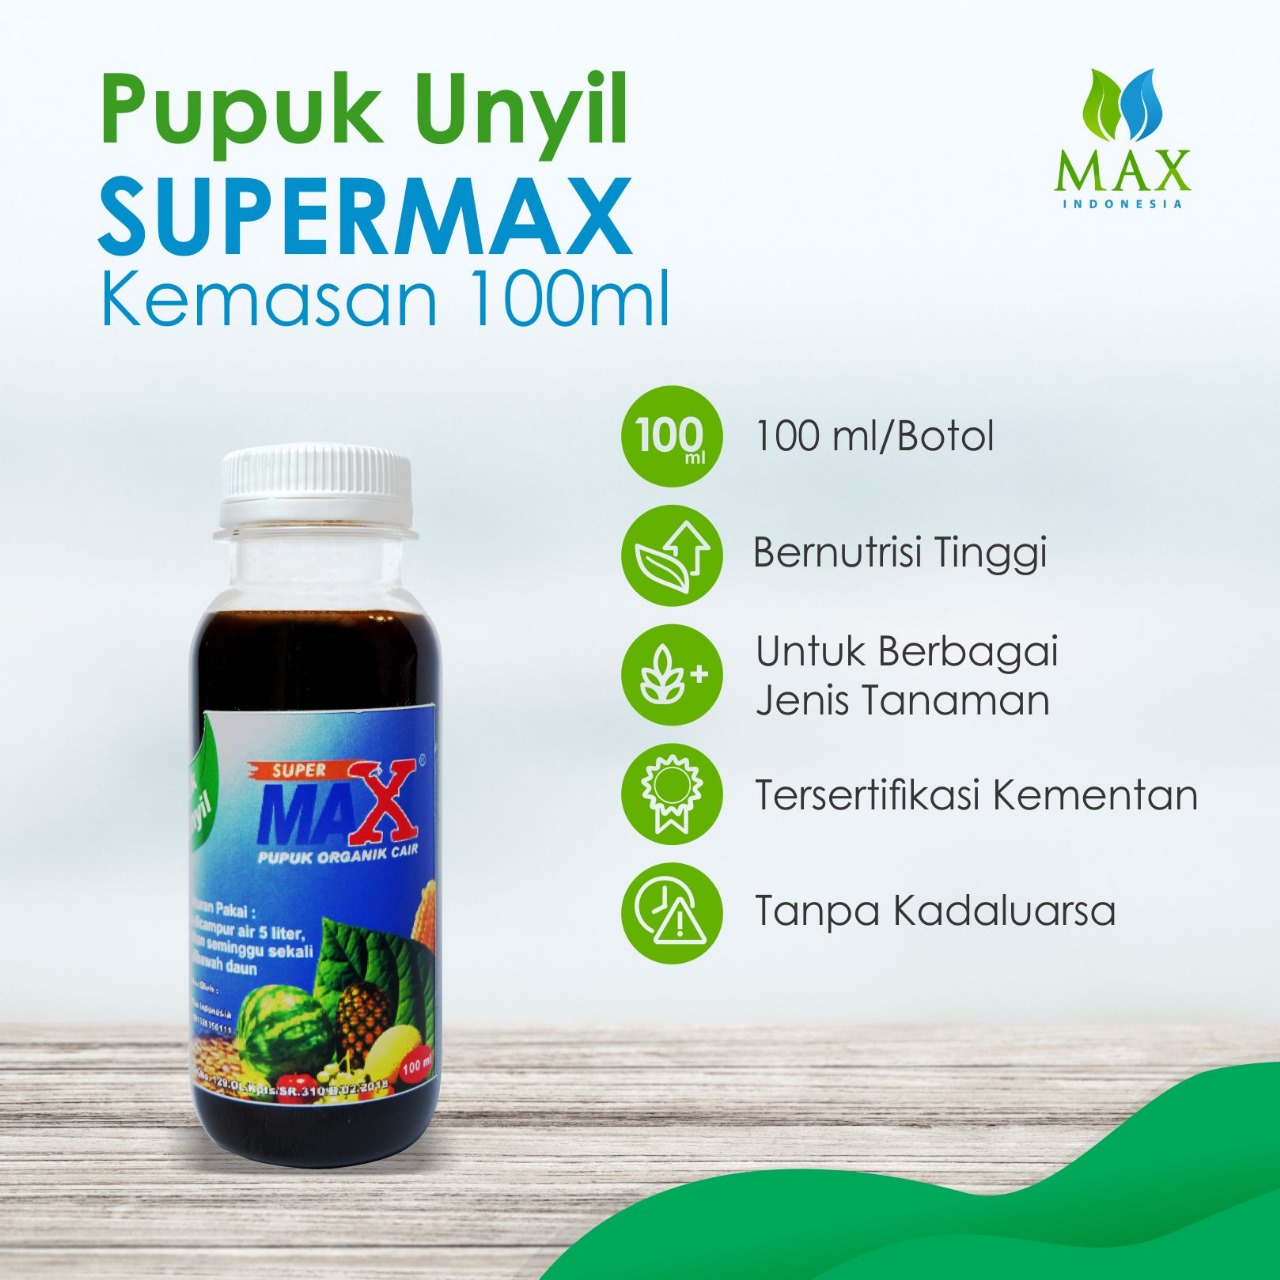 Pupuk Unyil
SUPERMAX
Kemasan 100ml
MAX
INDONESIA
100 ml
100 ml/Botol
Bernutrisi Tinggi
Untuk Berbagai
Jenis Tanaman
Tersertifikasi Kementan
Tanpa Kadaluarsa
SUPER
MAX®
PUPUK ORGANIK CAIR
Pakai :
air 5 liter,
seminggu sekali
daun
100 ml